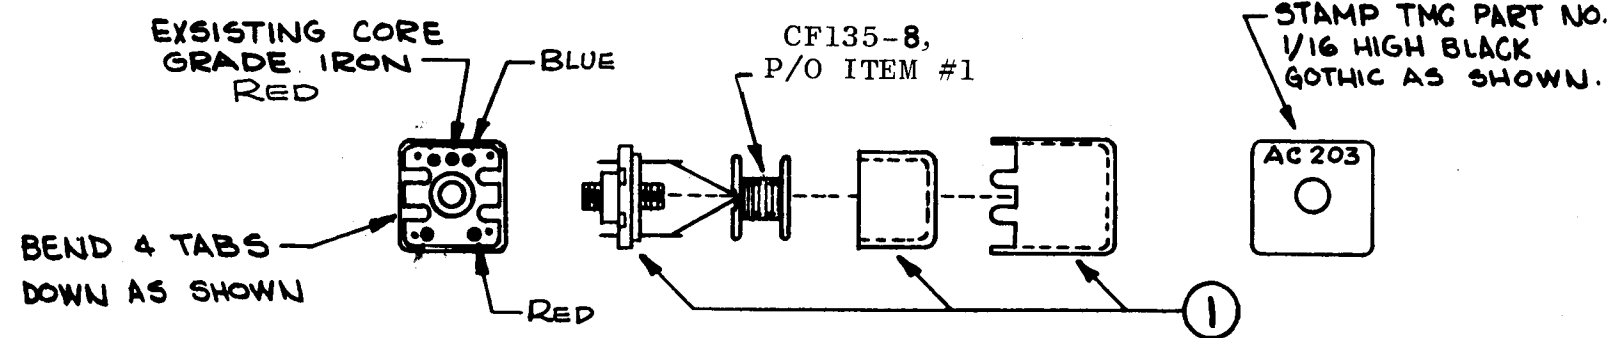 EXSISTING CORE
GRADE IRON
RED
BLUE
CF135-8,
P/O ITEM #1
STAMP TMC PART NO.
1/16 HIGH BLACK
GOTHIC AS SHOWN.
AC 203
BEND 4 TABS
DOWN AS SHOWN
RED
1